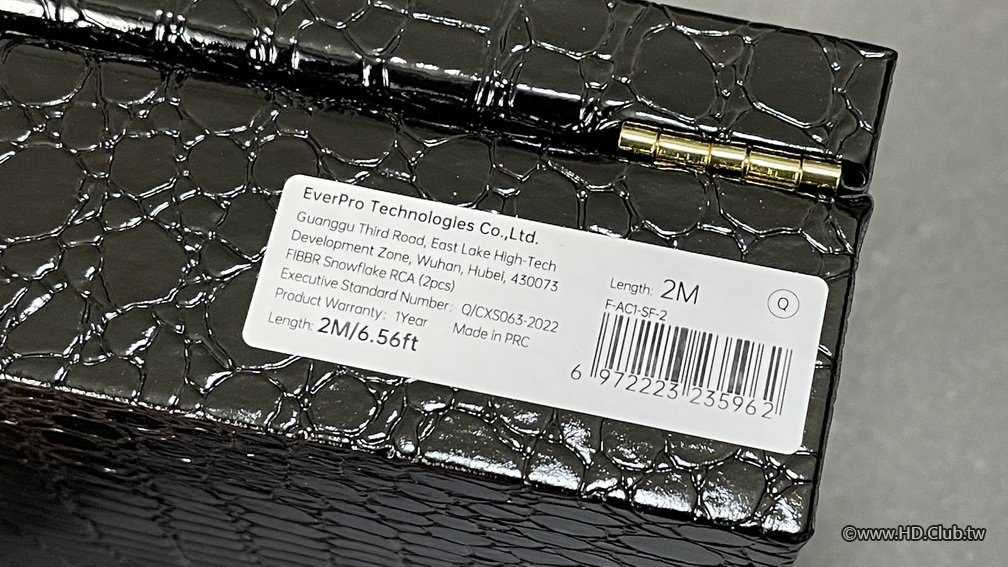 EverPro Technologies Co.,Ltd.
Guanggu Third Road, East Lake High-Tech
Development Zone, Wuhan, Hubei, 430073
FIBBR Snowflake RCA (2pcs)
Executive Standard Number: Q/CXS063-2022
Product Warranty: 1Year Made in PRC
Length: 2M/6.56ft
Length: 2M
Q
F-AC1-SF-2
6 972223 235962
©www.HD.Club.tw